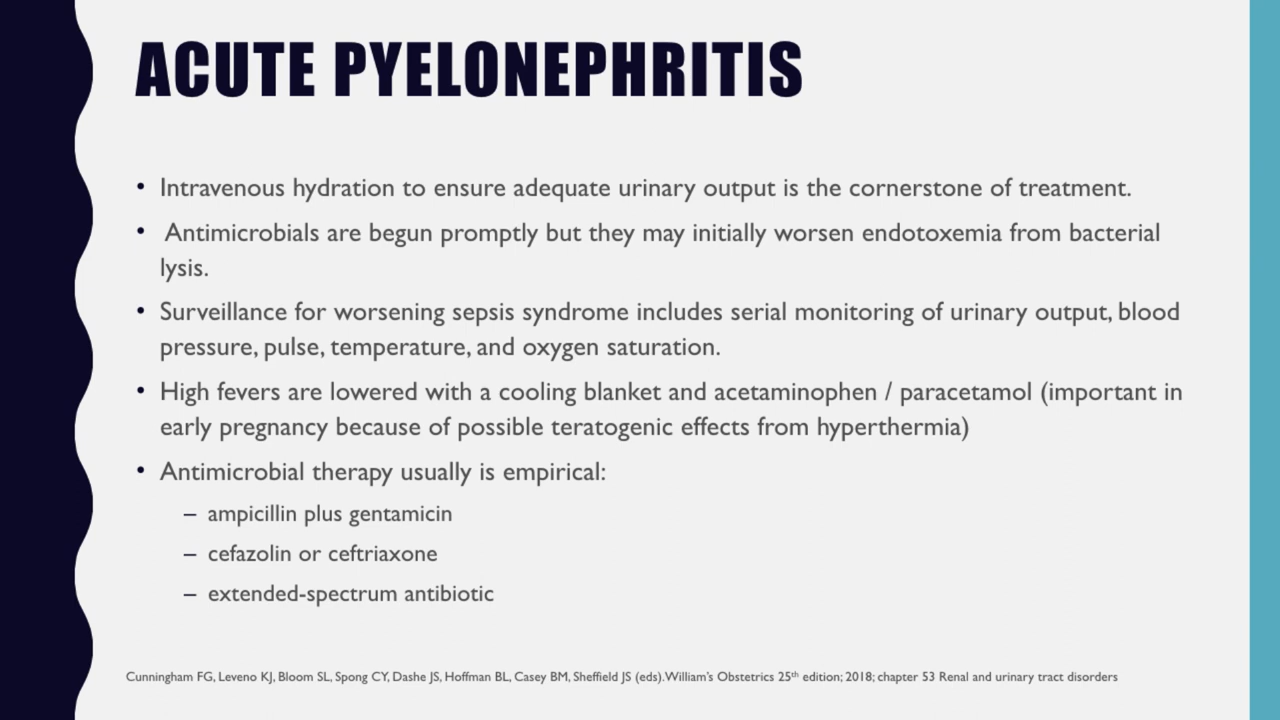 ACUTE PYELONEPHRITIS
• Intravenous hydration to ensure adequate urinary output is the cornerstone of treatment.
• Antimicrobials are begun promptly but they may initially worsen endotoxemia from bacterial
lysis.
• Surveillance for worsening sepsis syndrome includes serial monitoring of urinary output, blood
pressure, pulse, temperature, and oxygen saturation.
• High fevers are lowered with a cooling blanket and acetaminophen / paracetamol (important in
early pregnancy because of possible teratogenic effects from hyperthermia)
• Antimicrobial therapy usually is empirical:
– ampicillin plus gentamicin
– cefazolin or ceftriaxone
– extended-spectrum antibiotic
Cunningham FG, Leveno KJ, Bloom SL, Spong CY, Dashe JS, Hoffman BL, Casey BM, Sheffield JS (eds).William's Obstetrics 25th edition; 2018; chapter 53 Renal and urinary tract disorders